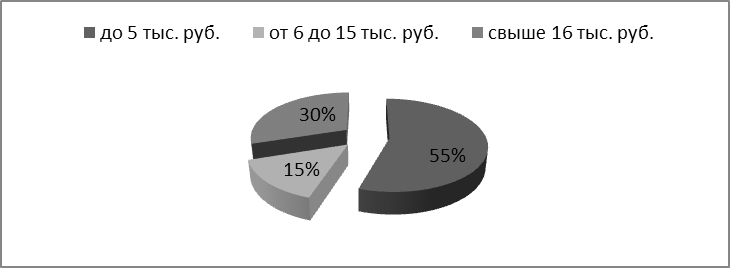 до 5 тыс. руб. от 6 до 15 тыс. руб. свыше 16 тыс. руб.
30%
55%
15%